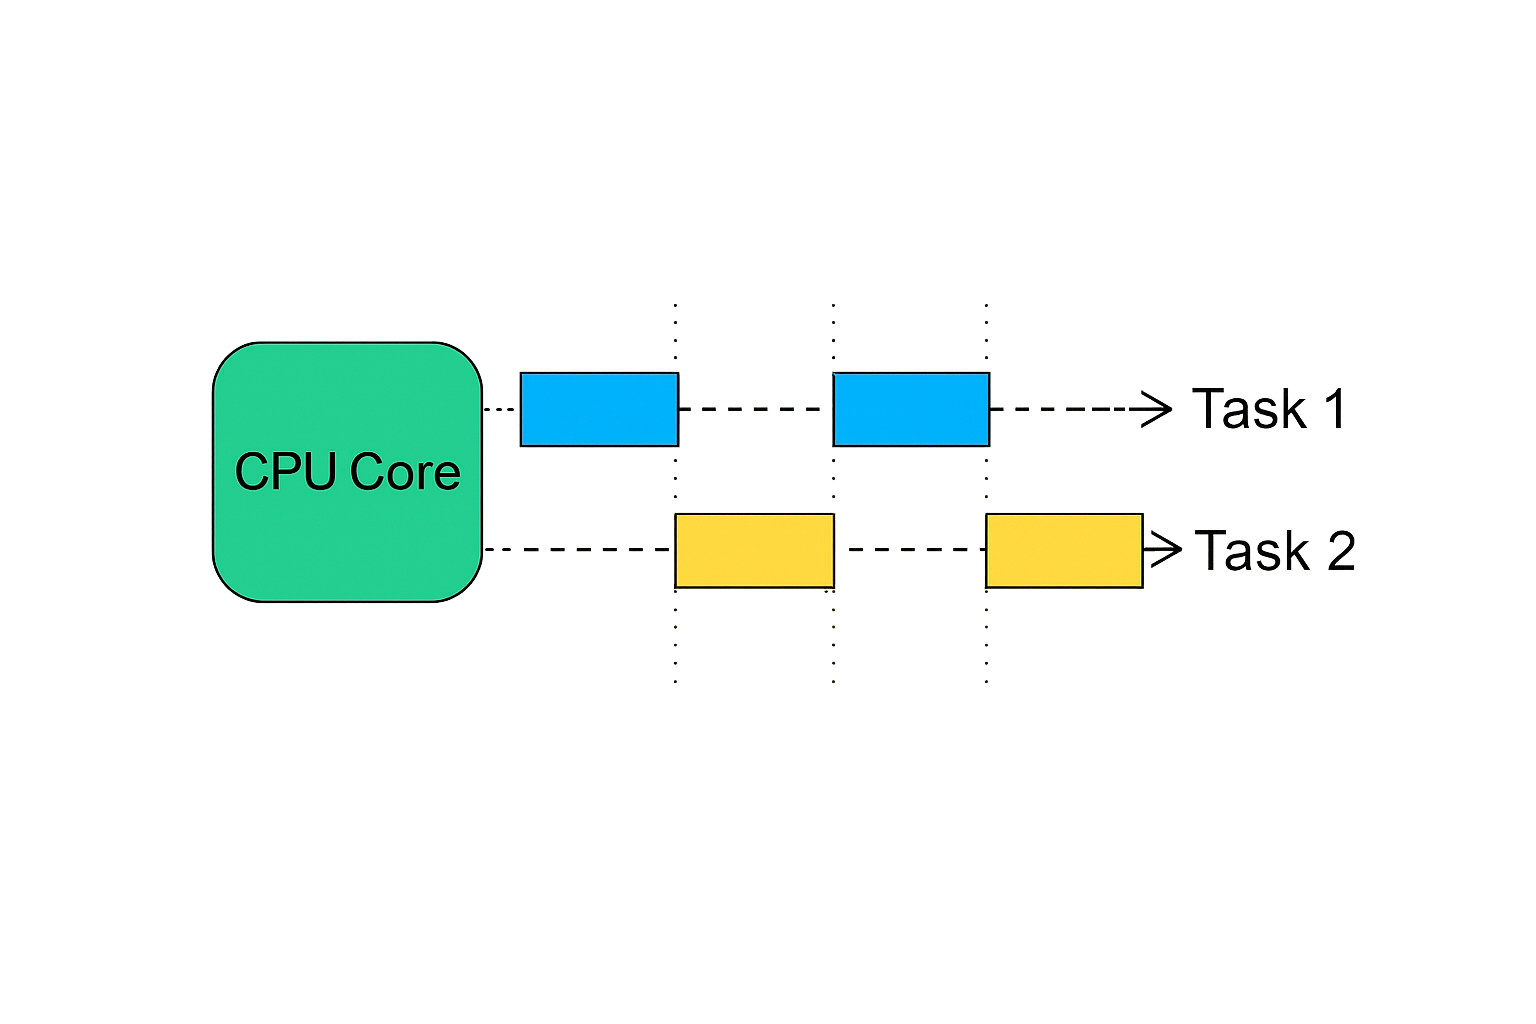 CPU Core
Task 1
Task 2